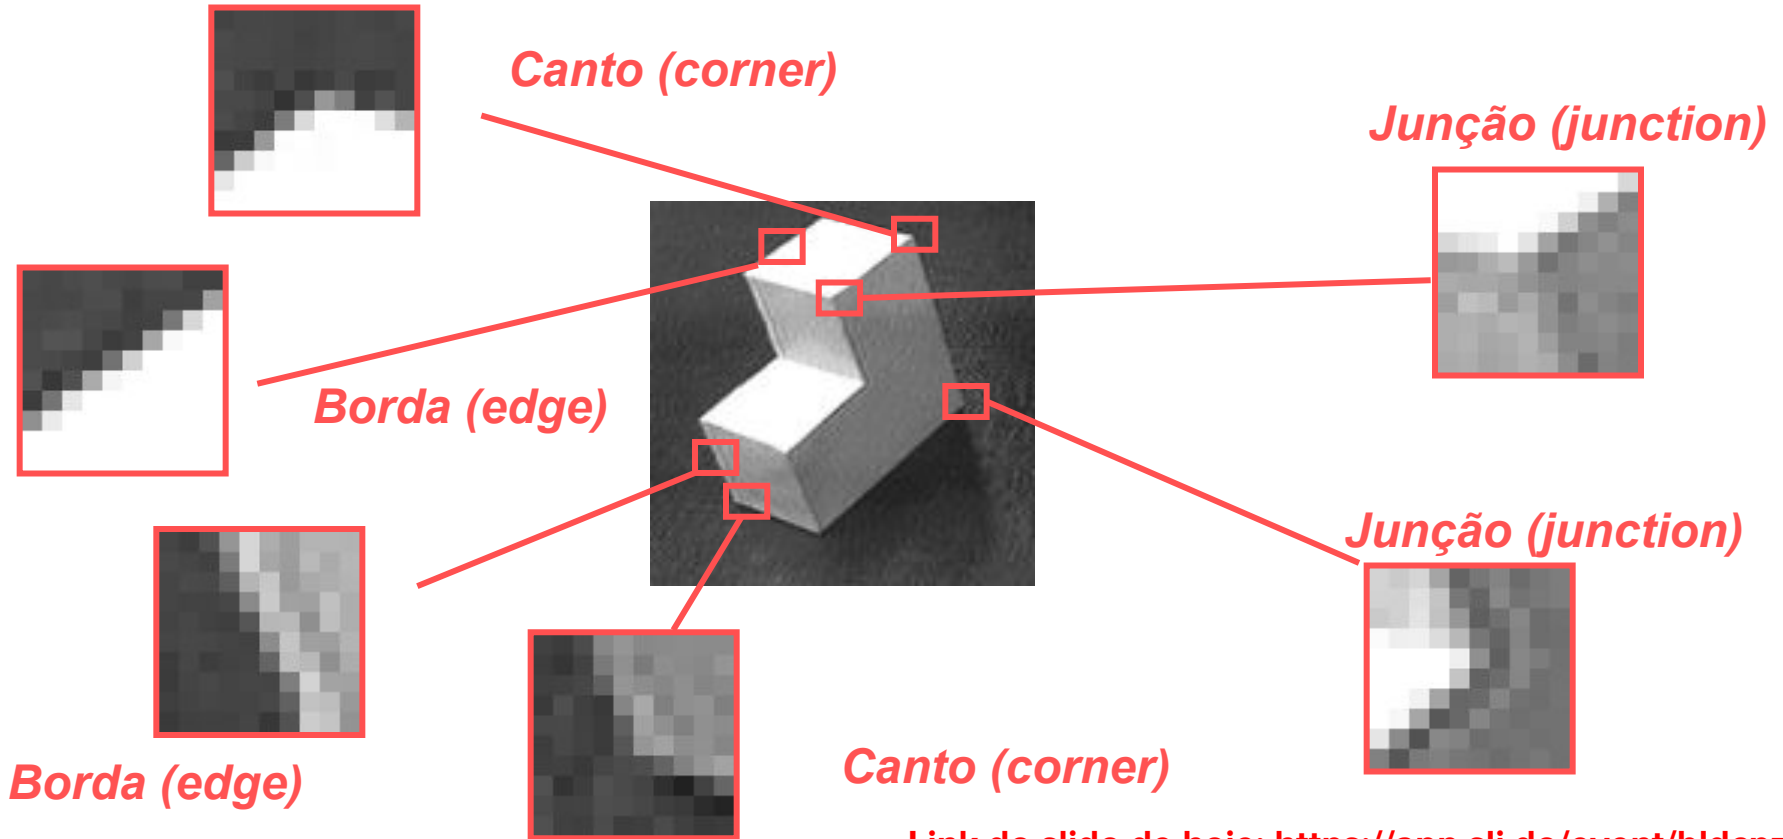 Canto (corner)
Junção (junction)
Borda (edge)
Junção (junction)
Canto (corner)
Borda (edge)